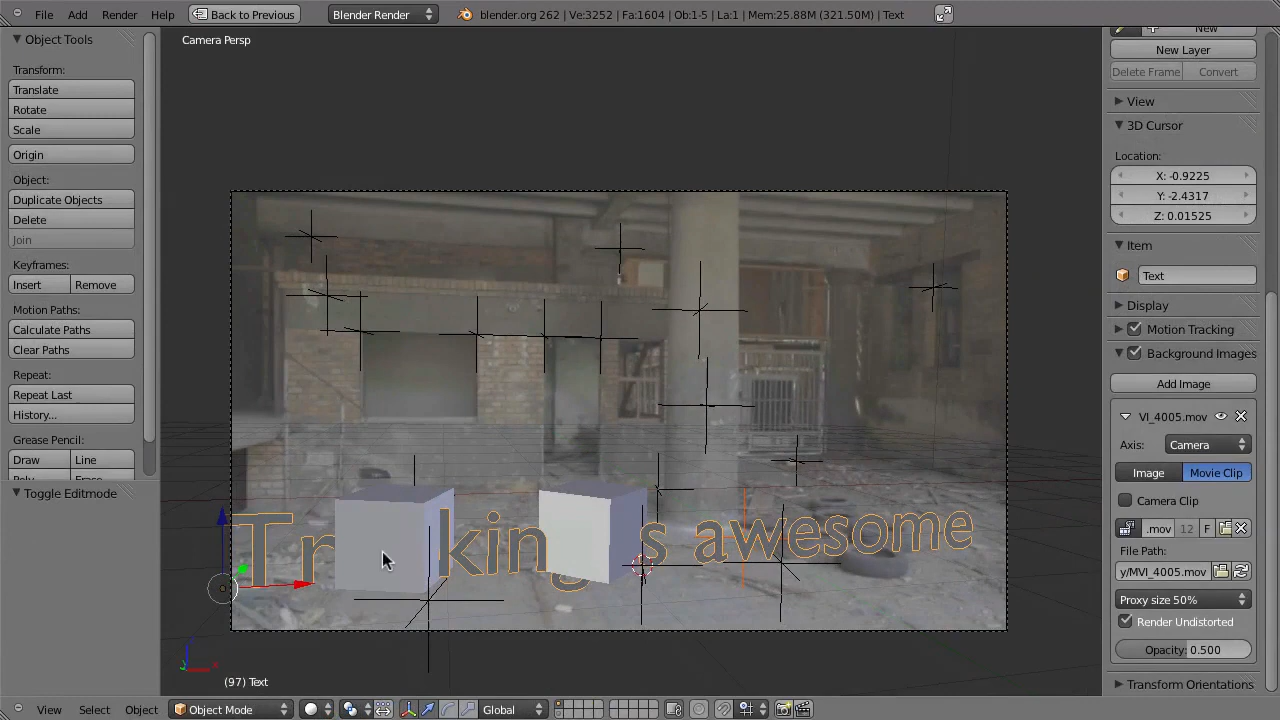 File Add Render Help Back to Previous Blender Render blender.org 262 | Ve:3252 | Fa:1604 | Ob:1-5 | La:1 | Mem:25.88M (321.50M) | Text
Object Tools
Transform:
Translate
Rotate
Scale
Origin
Object:
Duplicate Objects
Delete
Join
Keyframes:
Insert Remove
Motion Paths:
Calculate Paths
Clear Paths
Repeat:
Repeat Last
History...
Grease Pencil:
Draw Line
Toggle Editmode
Camera Persp
Tr king s awesome
(97) Text
New
New Layer
Delete Frame Convert
View
3D Cursor
Location:
X: -0.9225
Y: -2.4317
Z: 0.01525
Item
Text
Display
Motion Tracking
Background Images
Add Image
VI_4005.mov
Axis: Camera
Image Movie Clip
Camera Clip
.mov 12 F
File Path:
y/MVI_4005.mov
Proxy size 50%
Render Undistorted
Opacity: 0.500
Transform Orientations
View Select Object Object Mode Global